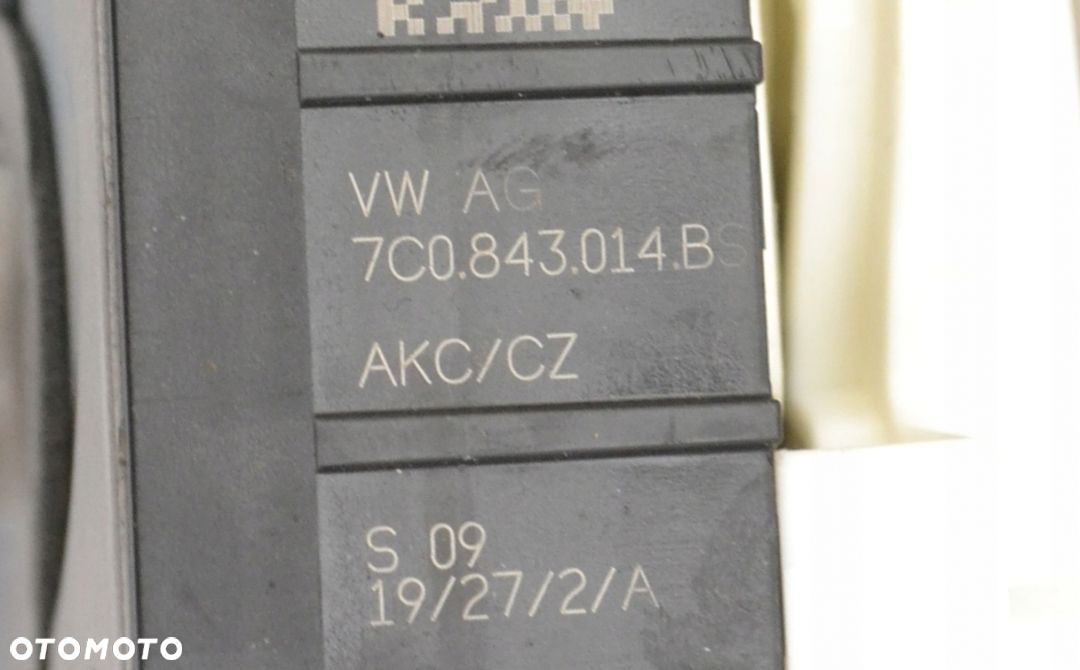 VW AG
7C0.843.014.BS
AKC/CZ
S 09
19/27/2/A
OTOMOTO